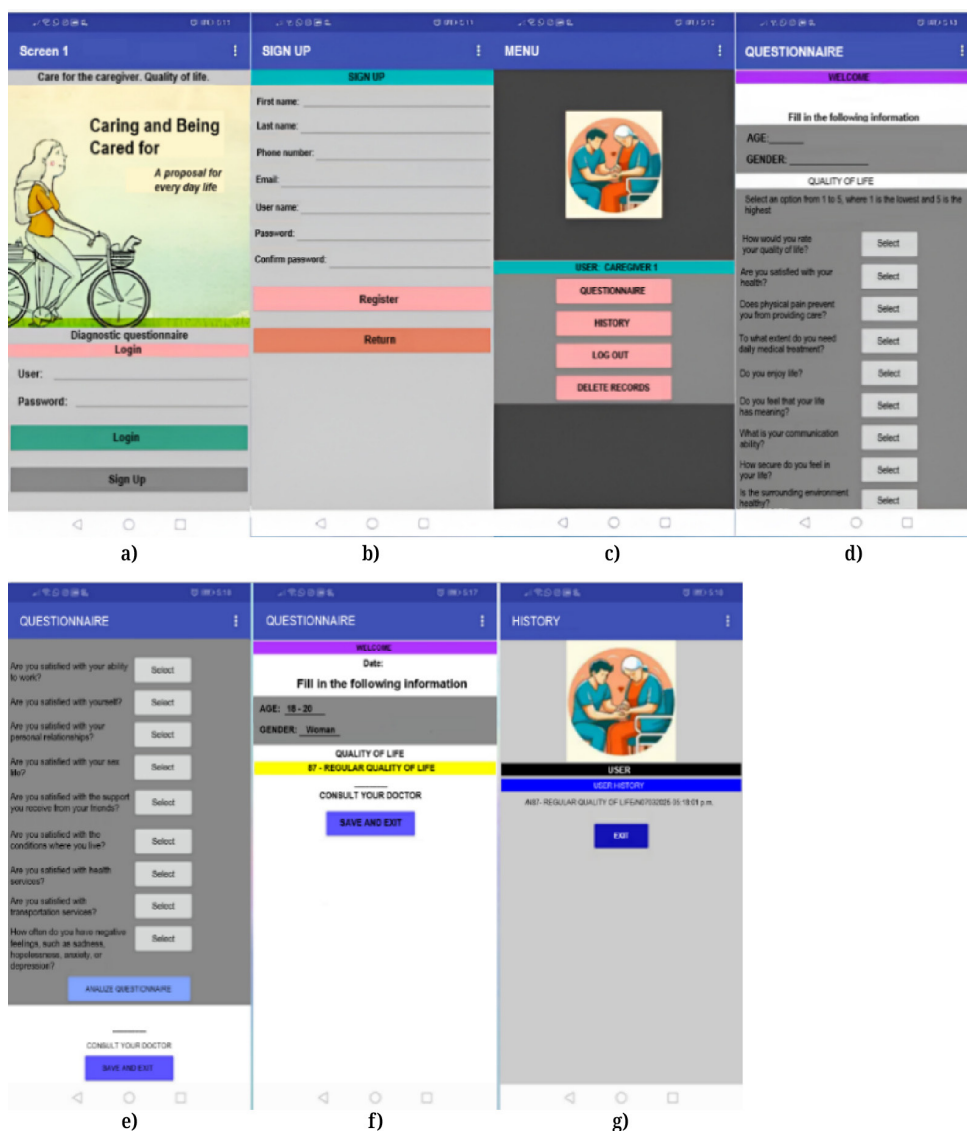 Screen 1
Care for the caregiver. Quality of life.
Caring and Being
Cared for
A proposal for
every day life
Diagnostic questionnaire
Login
User:
Password:
Login
Sign Up
a)
SIGN UP
SIGN UP
First name:
Last name:
Phone number:
Email:
User name:
Password:
Confirm password:
Register
Return
b)
MENU
USER: CAREGIVER 1
QUESTIONNAIRE
HISTORY
LOG OUT
DELETE RECORDS
c)
QUESTIONNAIRE
WELCOME
Fill in the following information
AGE:
GENDER:
QUALITY OF LIFE
Select an option from 1 to 5, where 1 is the lowest and 5 is the
highest
How would you rate
your quality of life?
Select
Are you satisfied with your
health?
Select
Does physical pain prevent
you from providing care?
Select
To what extent do you need
daily medical treatment?
Select
Do you enjoy life?
Select
Do you feel that your life
has meaning?
Select
What is your communication
ability?
Select
How secure do you feel in
your life?
Select
Is the surrounding environment
healthy?
Select
d)
QUESTIONNAIRE
Are you satisfied with your ability
to work?
Select
Are you satisfied with yourself?
Select
Are you satisfied with your
personal relationships?
Select
Are you satisfied with your sex
life?
Select
Are you satisfied with the support
you receive from your friends?
Select
Are you satisfied with the
conditions where you live?
Select
Are you satisfied with health
services?
Select
Are you satisfied with
transportation services?
Select
How often do you have negative
feelings, such as sadness,
hopelessness, anxiety, or
depression?
Select
ANALIZE QUESTIONNAIRE
CONSULT YOUR DOCTOR
SAVE AND EXIT
e)
QUESTIONNAIRE
WELCOME
Date:
Fill in the following information
AGE: 18 - 20
GENDER: Woman
QUALITY OF LIFE
87 - REGULAR QUALITY OF LIFE
CONSULT YOUR DOCTOR
SAVE AND EXIT
f)
HISTORY
USER
USER HISTORY
REGULAR QUALITY OF LIFE 05:18:01 p.m.
EXIT
g)